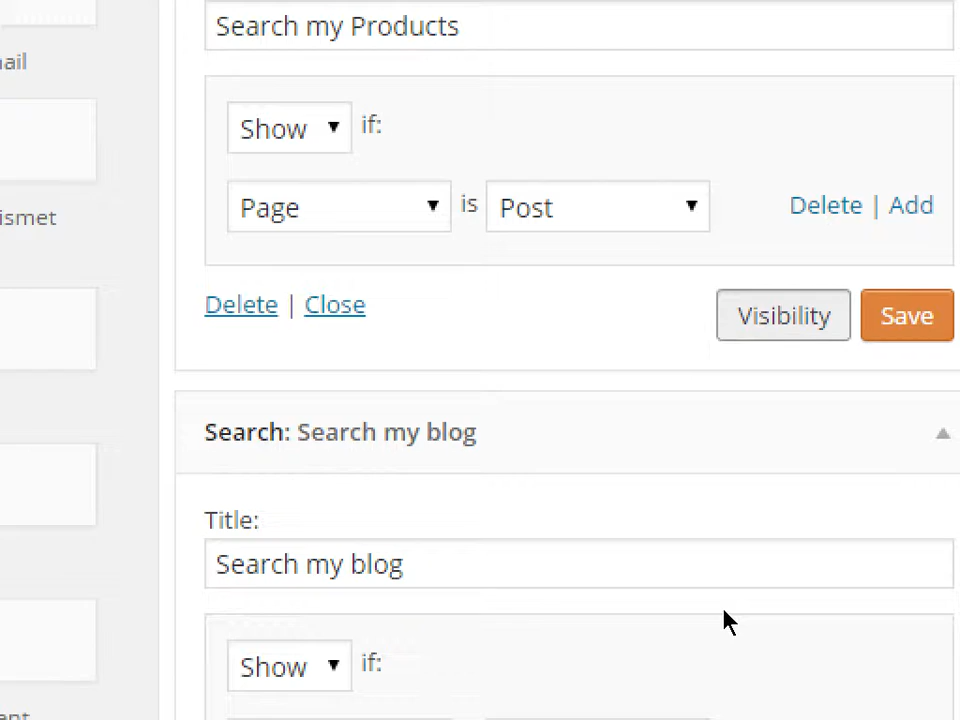 Search my Products
ail
Show ▼ if:
Page ▼ is Post ▼ Delete | Add
ismet
Delete | Close Visibility Save
Search: Search my blog
Title:
Search my blog
Show ▼ if: